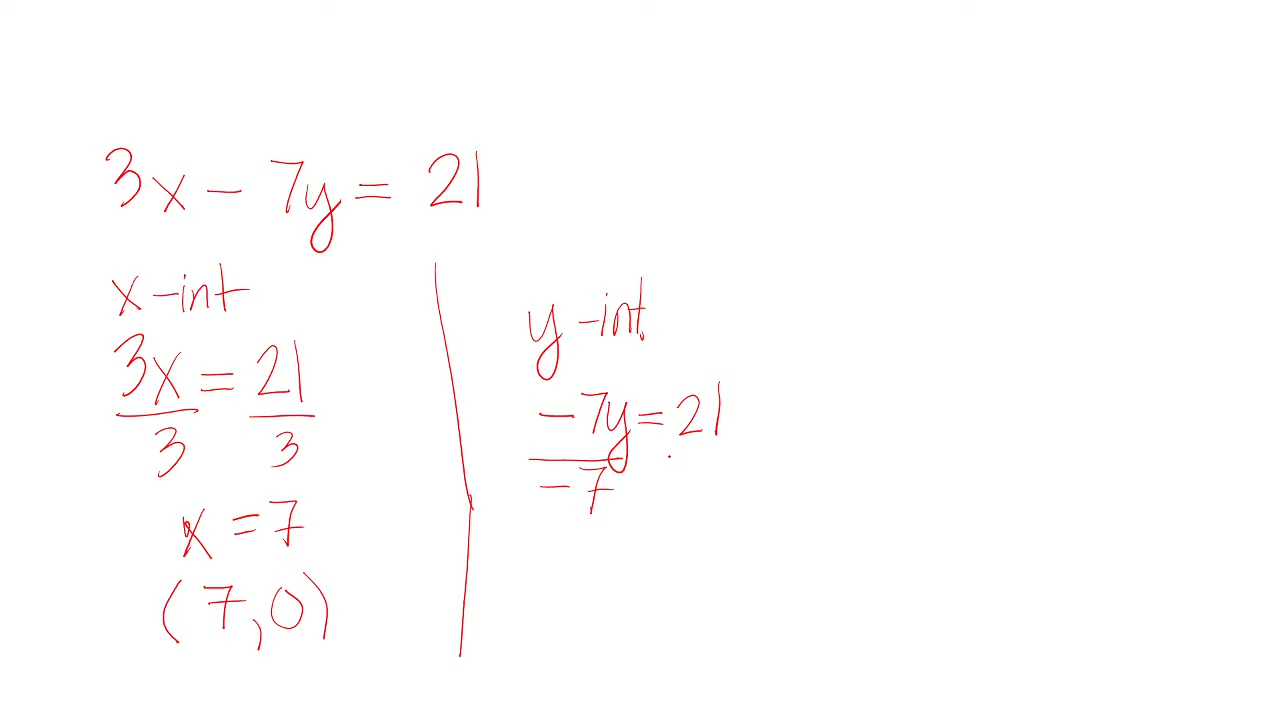 3x - 7y = 21
x-int
3x = 21
3 3
x = 7
(7,0)
y-int
-7y = 21
-7